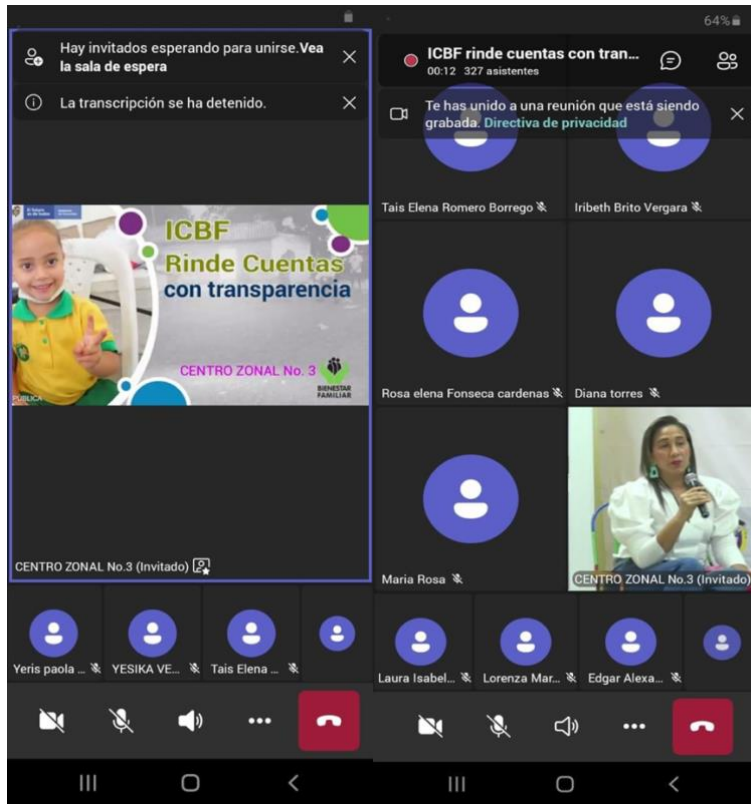 Hay invitados esperando para unirse.Vea
la sala de espera
La transcripción se ha detenido.
ICBF
Rinde Cuentas
con transparencia
CENTRO ZONAL No. 3
BIENESTAR
FAMILIAR
PÚBLICA
CENTRO ZONAL No.3 (Invitado)
Yeris paola ...
YESIKA VE...
Tais Elena ...
64%
ICBF rinde cuentas con tran...
00:12 327 asistentes
Te has unido a una reunión que está siendo
grabada. Directiva de privacidad
Tais Elena Romero Borrego
Iribeth Brito Vergara
Rosa elena Fonseca cardenas
Diana torres
Maria Rosa
CENTRO ZONAL No.3 (Invitado)
Laura Isabel...
Lorenza Mar...
Edgar Alexa...